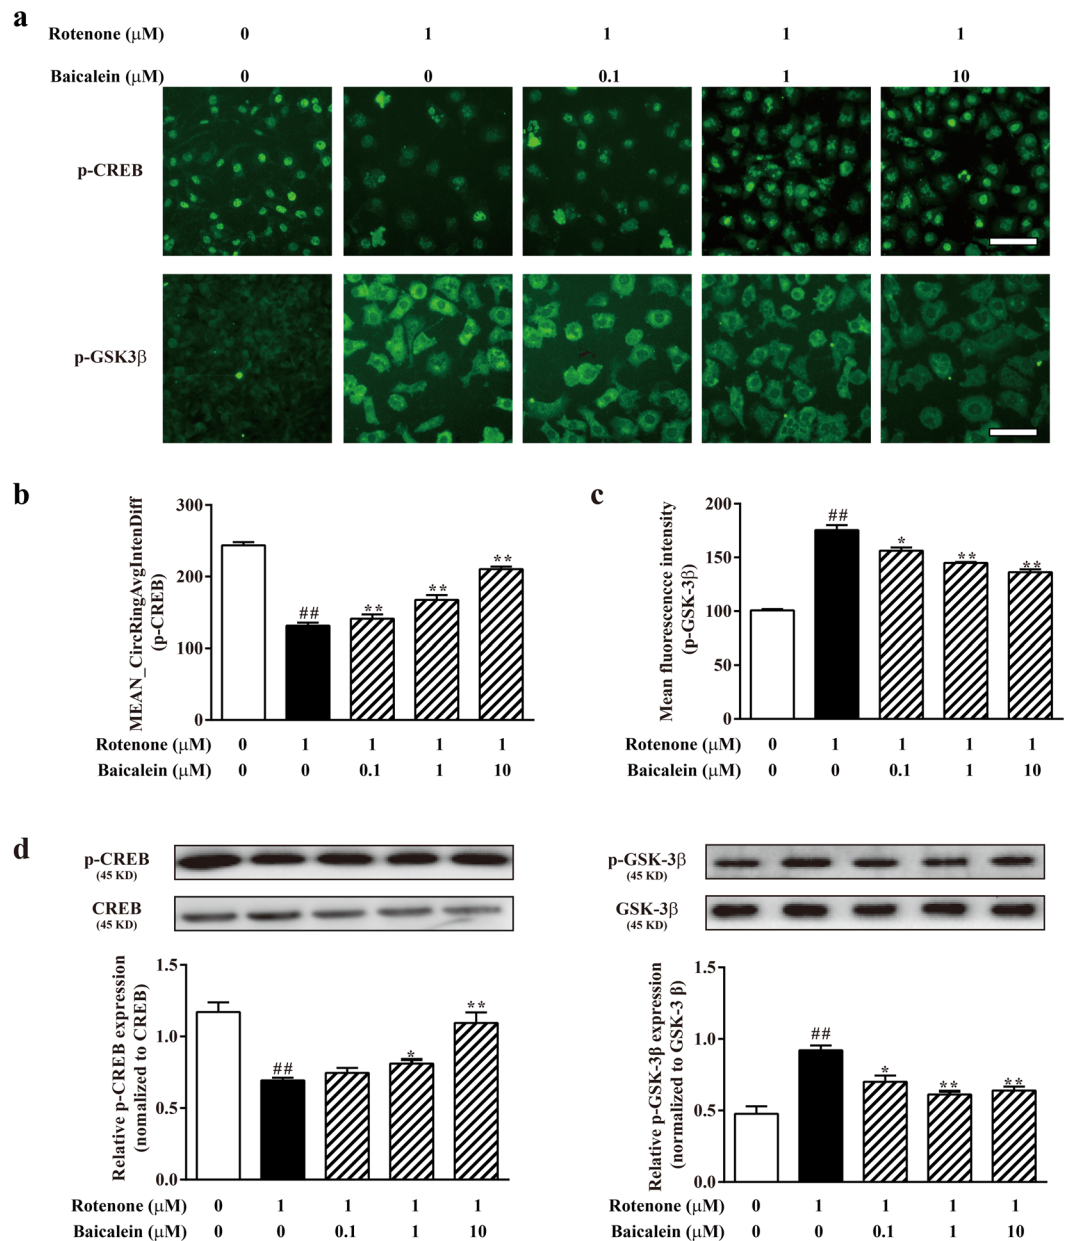 a
Rotenone (μM) 0 1 1 1 1
Baicalein (μM) 0 0 0.1 1 10
p-CREB
p-GSK3β
b
MEAN_CircRingAvgIntenDiff
(p-CREB)
300
200
100
0
##
**
**
**
Rotenone (μM) 0 1 1 1 1
Baicalein (μM) 0 0 0.1 1 10
c
Mean fluorescencce intensity
(p-GSK-3β)
200
150
100
50
0
##
*
**
**
Rotenone (μM) 0 1 1 1 1
Baicalein (μM) 0 0 0.1 1 10
d
p-CREB
(45 KD)
CREB
(45 KD)
Relative p-CREB expression
(nomalized to CREB)
1.5
1.0
0.5
0.0
##
*
**
Rotenone (μM) 0 1 1 1 1
Baicalein (μM) 0 0 0.1 1 10
p-GSK-3β
(45 KD)
GSK-3β
(45 KD)
Relative p-GSK-3β expression
(normalized to GSK-3 β)
1.5
1.0
0.5
0.0
##
*
**
**
Rotenone (μM) 0 1 1 1 1
Baicalein (μM) 0 0 0.1 1 10